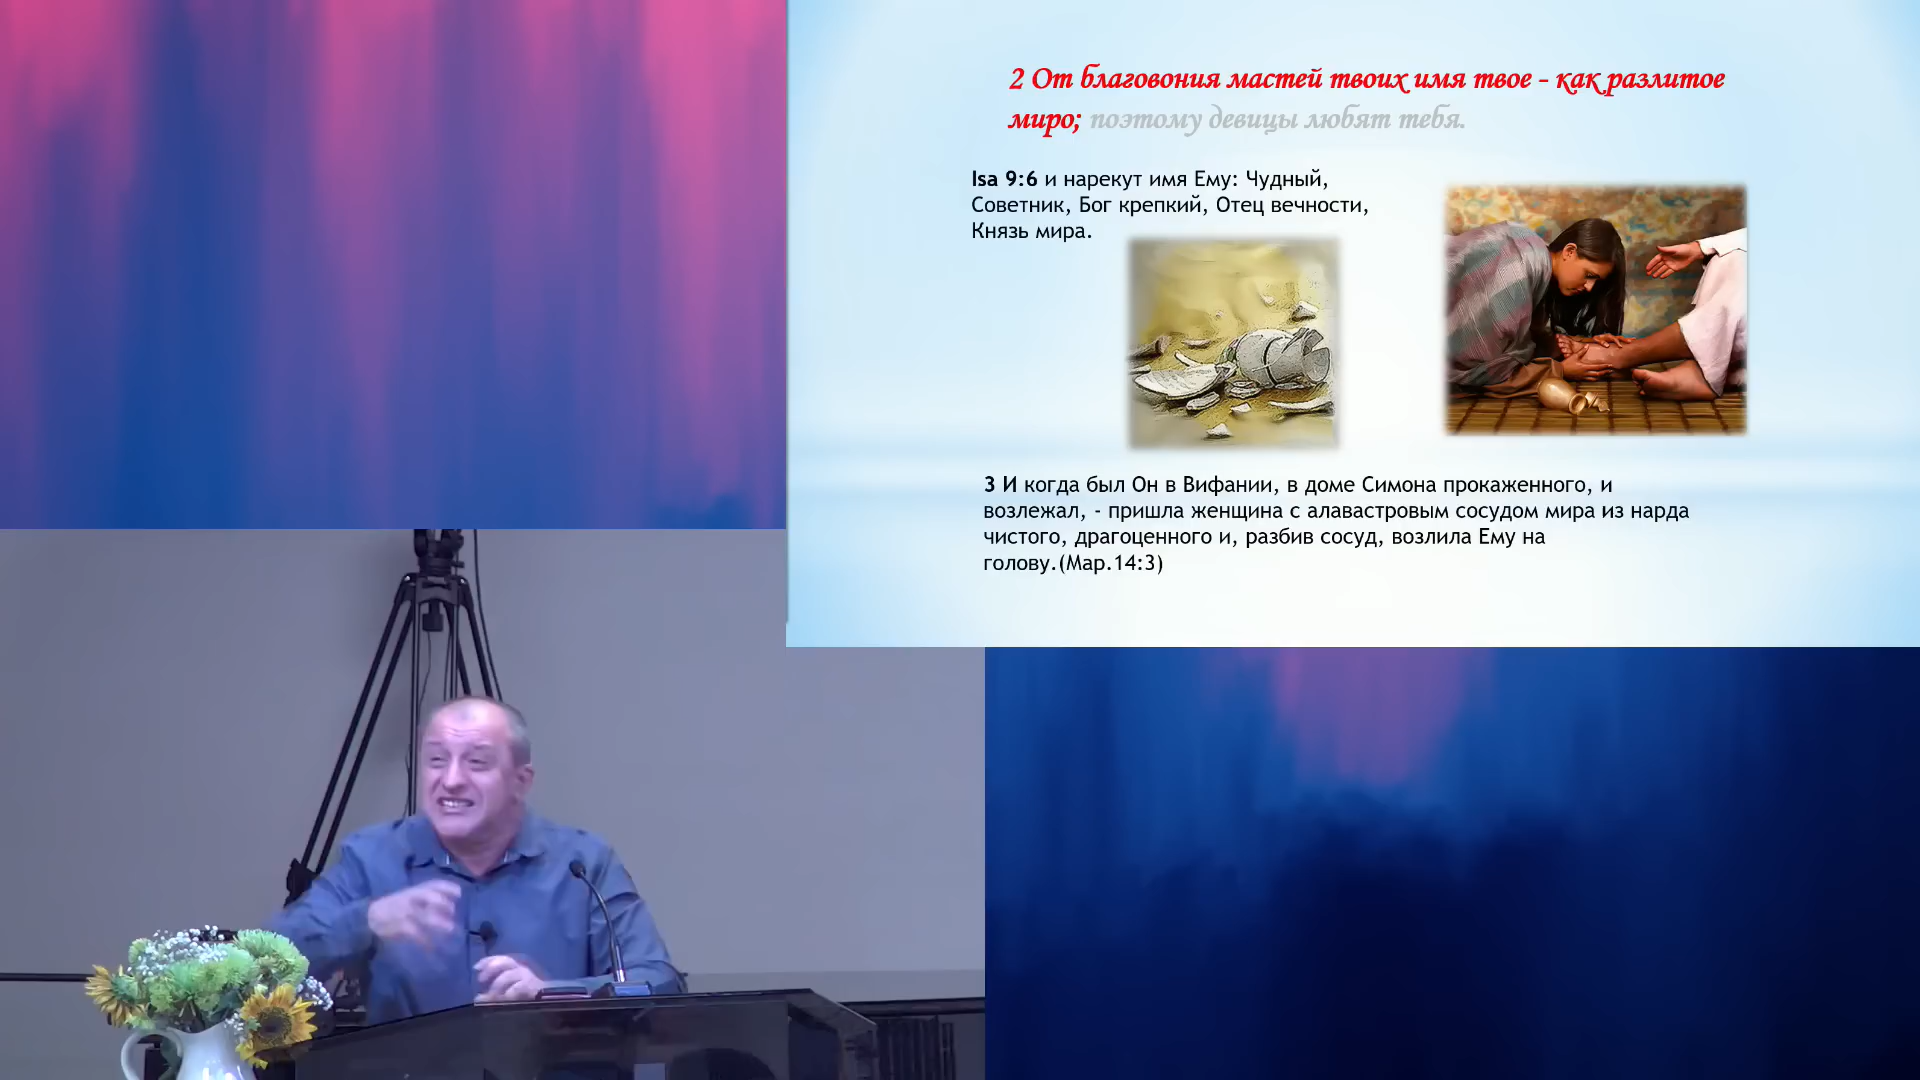 2 От благовония мастей твоих имя твое - как разлитое
миро; поэтому девицы любят тебя.
Isa 9:6 и нарекут имя Ему: Чудный,
Советник, Бог крепкий, Отец вечности,
Князь мира.
3 И когда был Он в Вифании, в доме Симона прокаженного, и
возлежал, - пришла женщина с алавастровым сосудом мира из нарда
чистого, драгоценного и, разбив сосуд, возлила Ему на
голову.(Мар.14:3)